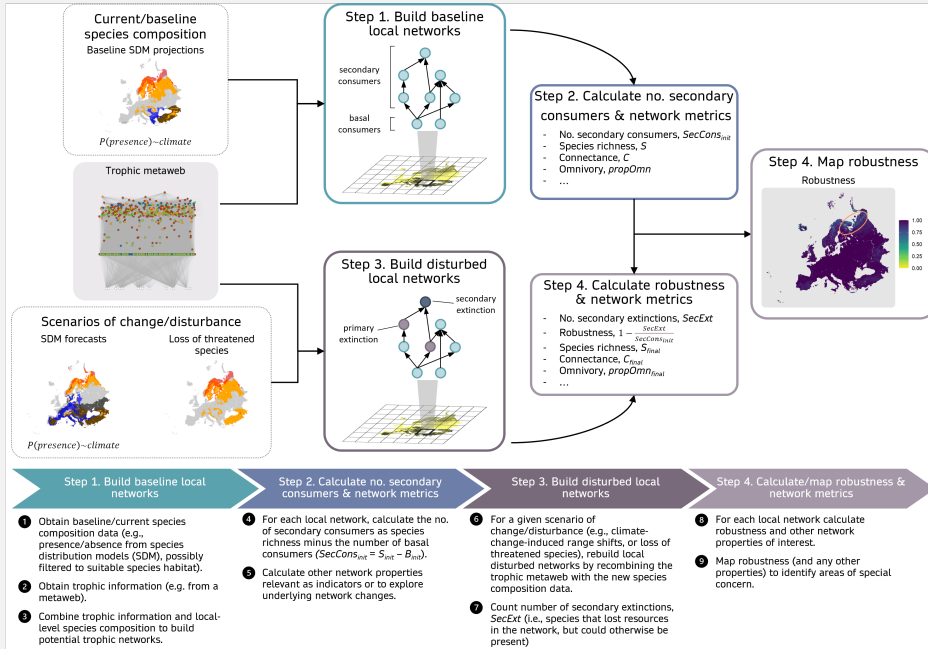 Current/baseline
species composition
Baseline SDM projections
P(presence)~climate
Trophic metaweb
Scenarios of change/disturbance
SDM forecasts
Loss of threatened
species
P(presence)~climate
Step 1. Build baseline
local networks
secondary
consumers
basal
consumers
Step 3. Build disturbed
local networks
secondary
extinction
primary
extinction
Step 2. Calculate no. secondary
consumers & network metrics
- No. secondary consumers, SecCons_init
- Species richness, S
- Connectance, C
- Omnivory, propOmn
- ...
Step 4. Calculate robustness
& network metrics
- No. secondary extinctions, SecExt
- Robustness, 1 − SecExt/SecCons_init
- Species richness, S_final
- Connectance, C_final
- Omnivory, propOmn_final
- ...
Step 4. Map robustness
Robustness
1.00
0.75
0.50
0.25
0.00
Step 1. Build baseline local
networks
1 Obtain baseline/current species
composition data (e.g.,
presence/absence from species
distribution models (SDM), possibly
filtered to suitable species habitat).
2 Obtain trophic information (e.g. from a
metaweb).
3 Combine trophic information and local-
level species composition to build
potential trophic networks.
Step 2. Calculate no. secondary
consumers & network metrics
4 For each local network, calculate the no.
of secondary consumers as species
richness minus the number of basal
consumers (SecCons_init = S_init – B_init).
5 Calculate other network properties
relevant as indicators or to explore
underlying network changes.
Step 3. Build disturbed local
networks
6 For a given scenario of
change/disturbance (e.g., climate-
change-induced range shifts, or loss of
threatened species), rebuild local
disturbed networks by recombining the
trophic metaweb with the new species
composition data.
7 Count number of secondary extinctions,
SecExt (i.e., species that lost resources
in the network, but could otherwise be
present)
Step 4. Calculate/map robustness &
network metrics
8 For each local network calculate
robustness and other network
properties of interest.
9 Map robustness (and any other
properties) to identify areas of special
concern.